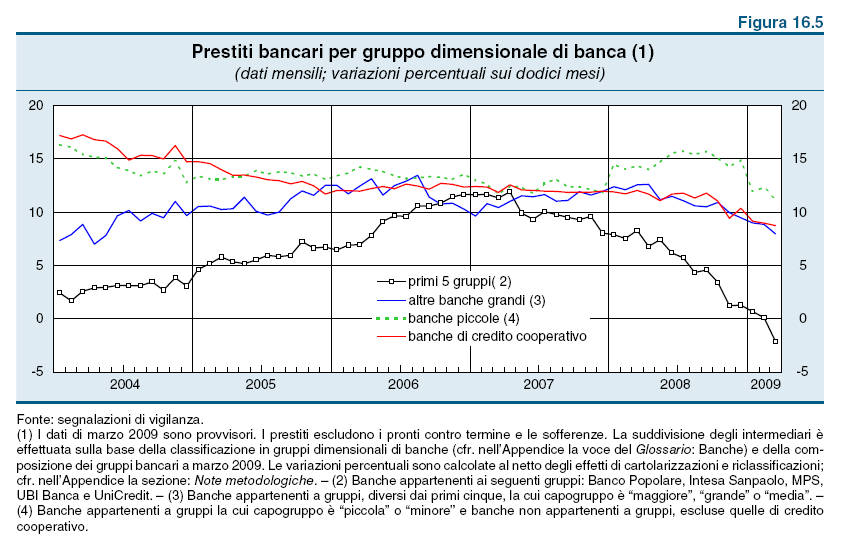 Figura 16.5
Prestiti bancari per gruppo dimensionale di banca (1)
(dati mensili; variazioni percentuali sui dodici mesi)
20 20
15 15
10 10
5 5
0 0
-5 -5
primi 5 gruppi( 2)
altre banche grandi (3)
banche piccole (4)
banche di credito cooperativo
2004 2005 2006 2007 2008 2009
Fonte: segnalazioni di vigilanza.
(1) I dati di marzo 2009 sono provvisori. I prestiti escludono i pronti contro termine e le sofferenze. La suddivisione degli intermediari è
effettuata sulla base della classificazione in gruppi dimensionali di banche (cfr. nell’Appendice la voce del Glossario: Banche) e della com-
posizione dei gruppi bancari a marzo 2009. Le variazioni percentuali sono calcolate al netto degli effetti di cartolarizzazioni e riclassificazioni;
cfr. nell’Appendice la sezione: Note metodologiche. – (2) Banche appartenenti ai seguenti gruppi: Banco Popolare, Intesa Sanpaolo, MPS,
UBI Banca e UniCredit. – (3) Banche appartenenti a gruppi, diversi dai primi cinque, la cui capogruppo è “maggiore”, “grande” o “media”. –
(4) Banche appartenenti a gruppi la cui capogruppo è “piccola” o “minore” e banche non appartenenti a gruppi, escluse quelle di credito
cooperativo.